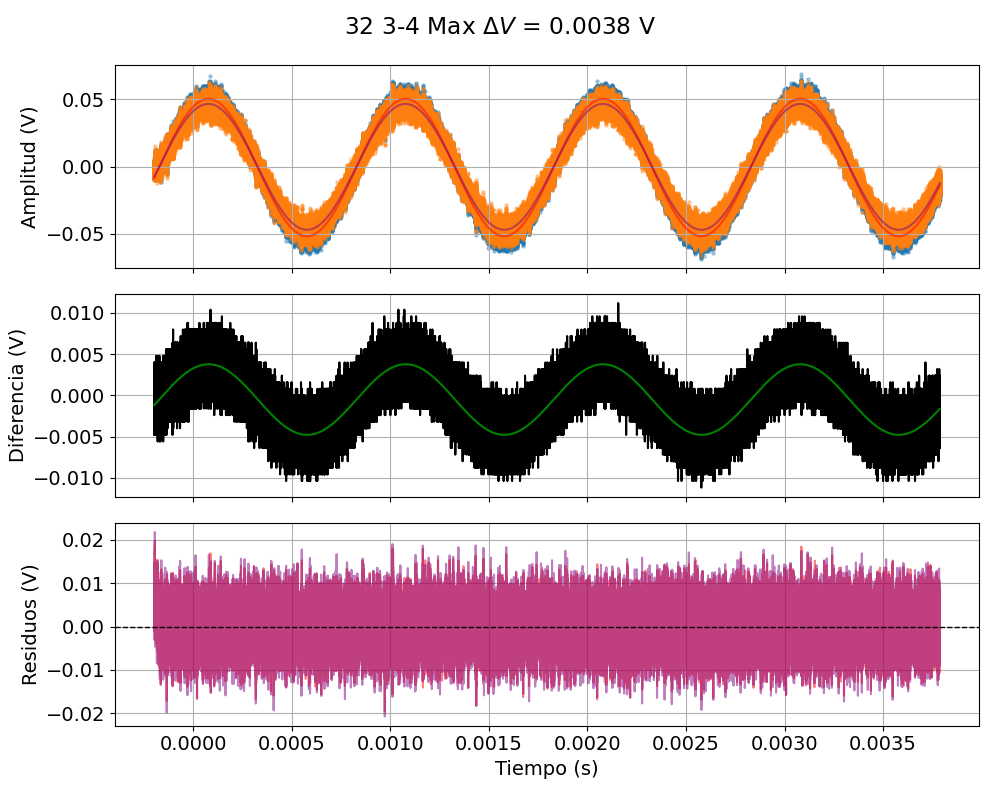 32 3-4 Max ΔV = 0.0038 V
0.05
0.00
−0.05
Amplitud (V)
0.010
0.005
0.000
−0.005
−0.010
Diferencia (V)
0.02
0.01
0.00
−0.01
−0.02
Residuos (V)
0.0000 0.0005 0.0010 0.0015 0.0020 0.0025 0.0030 0.0035
Tiempo (s)